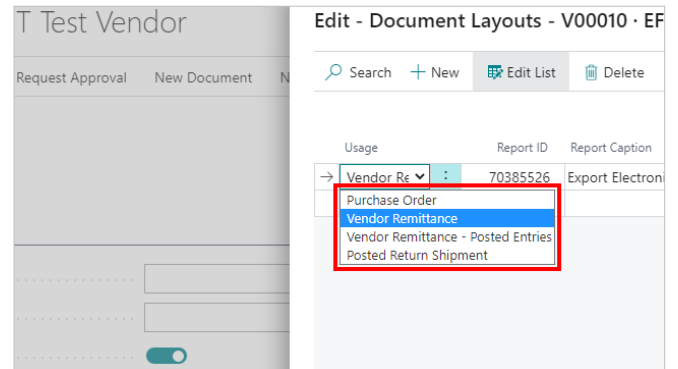 T Test Vendor
Edit - Document Layouts - V00010 · EF
Request Approval New Document N
Search + New Edit List Delete
Usage Report ID Report Caption
→ Vendor Re 70385526 Export Electroni
Purchase Order
Vendor Remittance
Vendor Remittance - Posted Entries
Posted Return Shipment